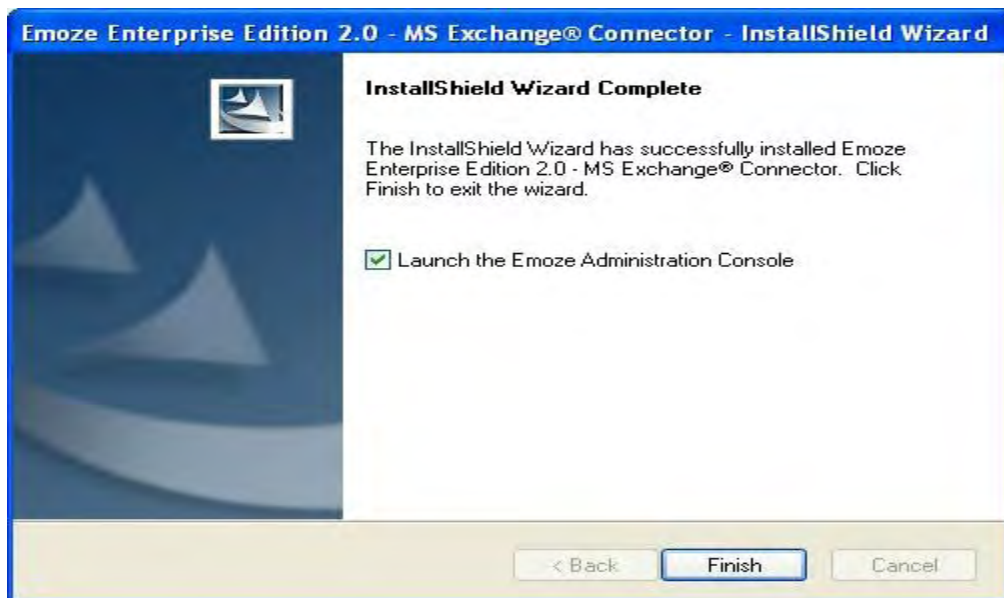 Emoze Enterprise Edition 2.0 - MS Exchange® Connector - InstallShield Wizard
InstallShield Wizard Complete
The InstallShield Wizard has successfully installed Emoze
Enterprise Edition 2.0 - MS Exchange® Connector. Click
Finish to exit the wizard.
Launch the Emoze Administration Console
< Back Finish Cancel